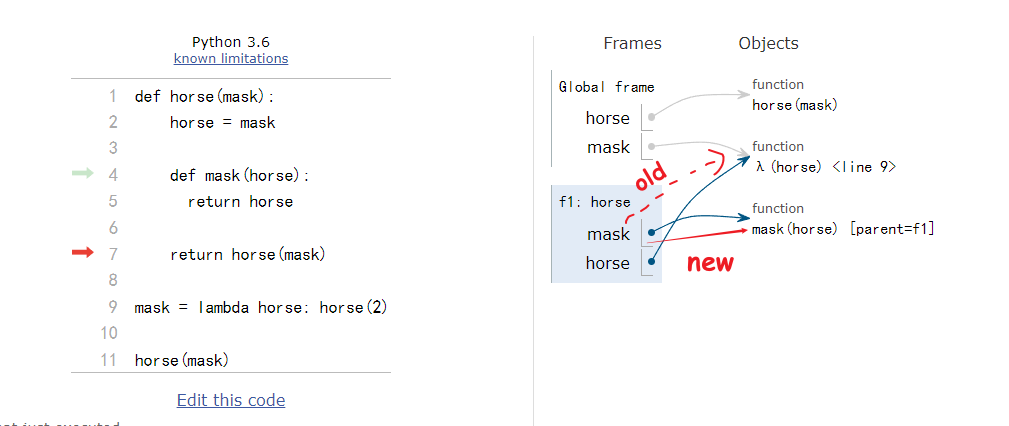 Python 3.6
known limitations
1 def horse(mask):
2 horse = mask
3
4 def mask(horse):
5 return horse
6
7 return horse(mask)
8
9 mask = lambda horse: horse(2)
10
11 horse(mask)
Edit this code
Frames Objects
Global frame
horse
mask
function
horse(mask)
function
λ (horse) <line 9>
old
f1: horse
mask
horse
function
mask(horse) [parent=f1]
new